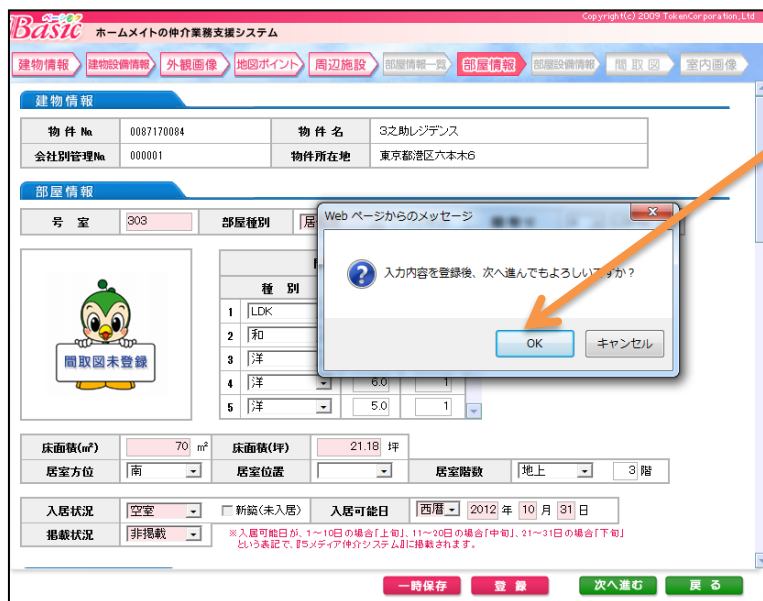 Copyright(c) 2009 TokenCorporation.,Ltd
ページの
Basic ホームメイトの仲介業務支援システム
建物情報 建物設備情報 外観画像 地図ポイント 周辺施設 部屋情報一覧 部屋情報 部屋設備情報 間取図 室内画像
建物情報
物件No. 0087170084 物件名 3之助レジデンス
会社別管理No. 000001 物件所在地 東京都港区六本木6
部屋情報
号室 303 部屋種別 居
Web ページからのメッセージ
入力内容を登録後、次へ進んでもよろしいですか?
OK キャンセル
間取図未登録
種別
1 LDK
2 和
3 洋
4 洋 6.0 1
5 洋 5.0 1
床面積(㎡) 70 ㎡ 床面積(坪) 21.18 坪
居室方位 南 居室位置 居室階数 地上 3 階
入居状況 空室 新築(未入居) 入居可能日 西暦 2012 年 10 月 31 日
掲載状況 非掲載 ※入居可能日が、1~10日の場合「上旬」、11~20日の場合「中旬」、21~31日の場合「下旬」
という表記で、『5メディア仲介システム』に掲載されます。
一時保存 登録 次へ進む 戻る